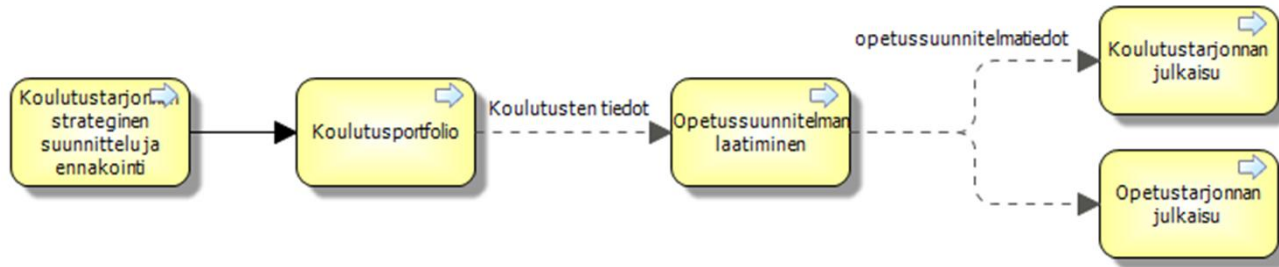 Koulutustarjonnan
strateginen
suunnittelu ja
ennakointi
Koulutusportfolio
Koulutusten tiedot
Opetussuunnitelman
laatiminen
opetussuunnitelmatiedot
Koulutustarjonnan
julkaisu
Opetustarjonnan
julkaisu